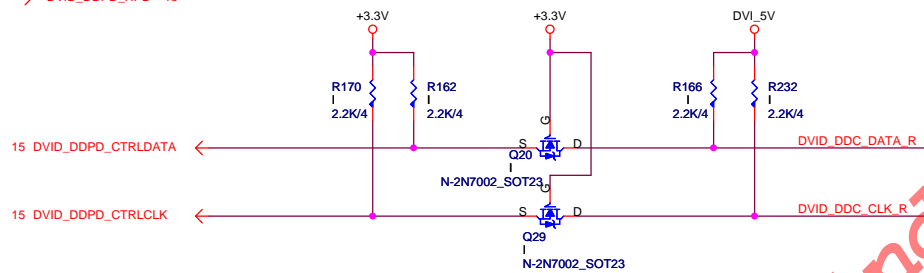 +3.3V +3.3V DVI_5V
R170 R162 R166 R232
I I I I
2.2K/4 2.2K/4 2.2K/4 2.2K/4
G
15 DVID_DDPD_CTRLDATA S D DVID_DDC_DATA_R
Q20
I
N-2N7002_SOT23
G
15 DVID_DDPD_CTRLCLK S D DVID_DDC_CLK_R
Q29
I
N-2N7002_SOT23